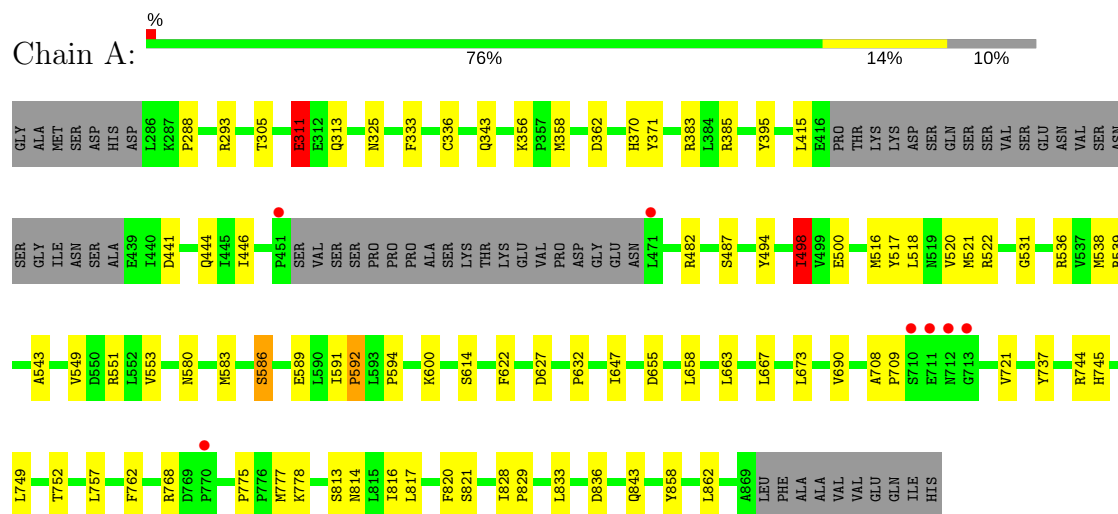 %
Chain A:
76% 14% 10%
GLY ALA MET SER ASP HIS ASP L286 K287 P288 R293 T305 E311 E312 Q313 N325 F333 C336 Q343 K356 P357 M358 D362 H370 Y371 R383 L384 R385 Y395 L415 E416 PRO THR LYS LYS ASP SER GLN SER SER VAL SER GLU ASN VAL SER ASN
SER GLY ILE ASN SER ALA E439 I440 D441 Q444 I445 I446 P451 SER VAL SER SER PRO PRO PRO ALA SER LYS THR LYS GLU VAL PRO ASP GLY GLU ASN L471 R482 S487 Y494 I498 V499 E500 M516 Y517 L518 N519 V520 M521 R522 G531 R536 V537 M538 R539
A543 V549 D550 R551 L552 V553 N580 M583 S586 E589 L590 I591 P592 L593 P594 K600 S614 F622 D627 P632 I647 D655 L658 L663 L667 L673 V690 A708 P709 S710 E711 N712 G713 V721 Y737 R744 H745
L749 T752 L757 F762 R768 D769 P770 P775 P776 M777 K778 S813 N814 L815 I816 L817 F820 S821 I828 P829 L833 D836 Q843 Y858 L862 A869 LEU PHE ALA ALA VAL VAL GLU GLN ILE HIS